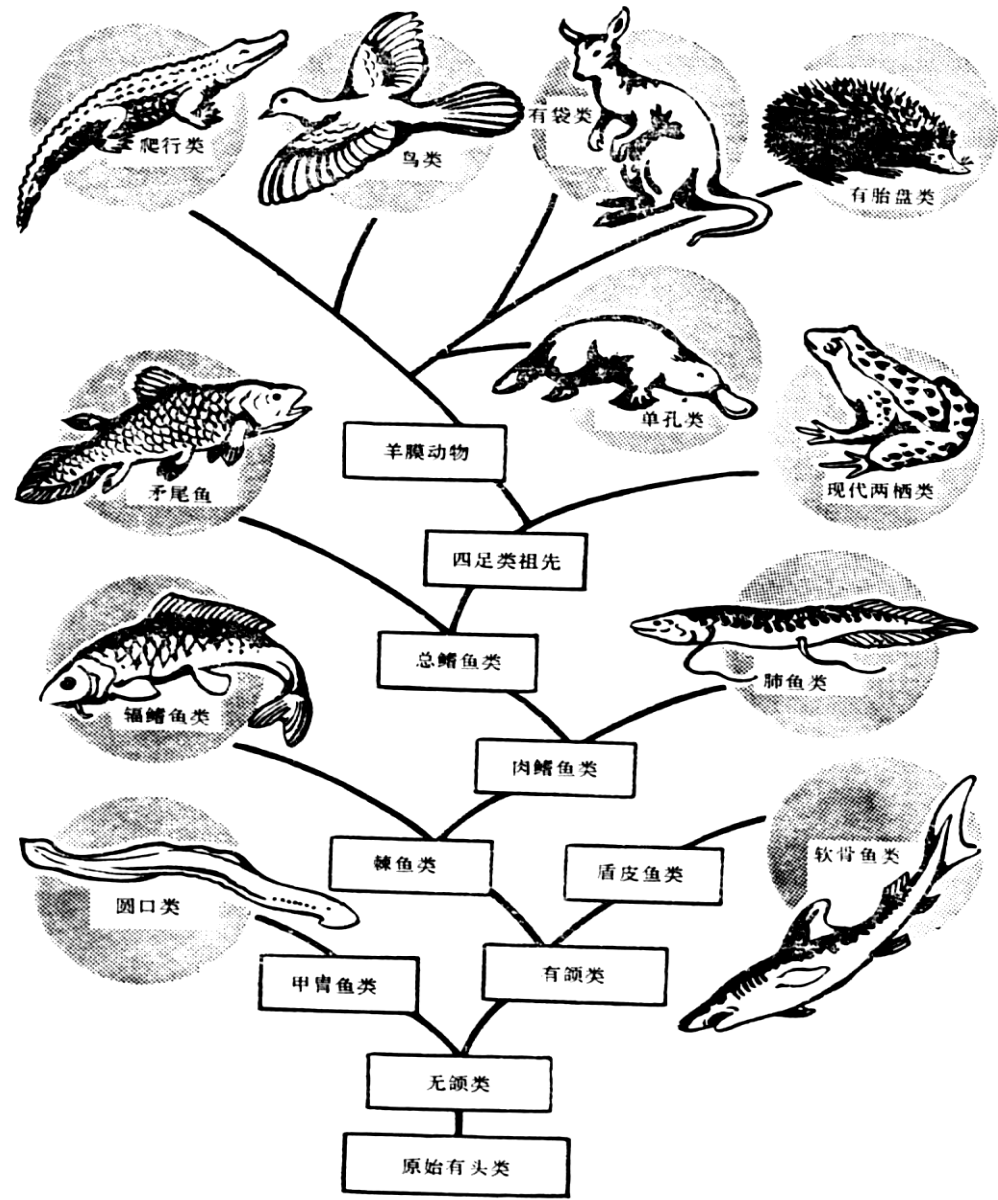 爬行类
鸟类
有袋类
有胎盘类
单孔类
羊膜动物
矛尾鱼
现代两栖类
四足类祖先
总鳍鱼类
肺鱼类
辐鳍鱼类
肉鳍鱼类
棘鱼类
盾皮鱼类
软骨鱼类
圆口类
甲胄鱼类
有颌类
无颌类
原始有头类